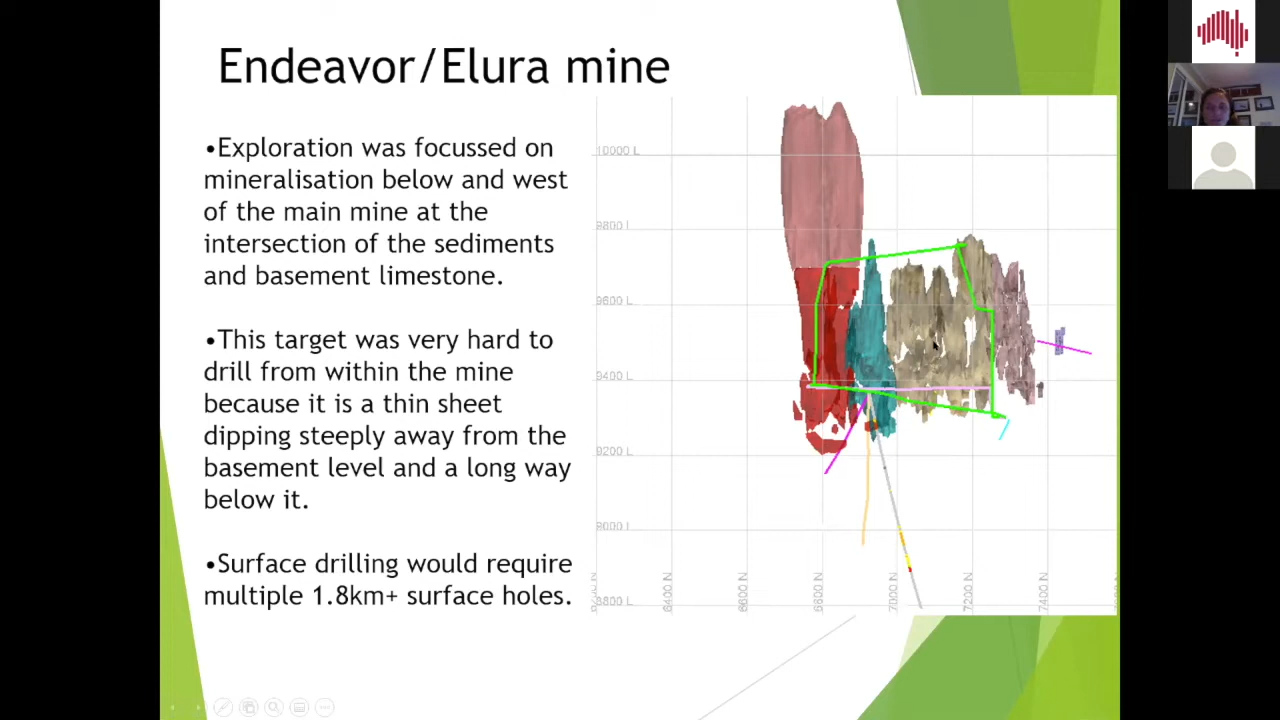 Endeavor/Elura mine
•Exploration was focussed on
mineralisation below and west
of the main mine at the
intersection of the sediments
and basement limestone.
•This target was very hard to
drill from within the mine
because it is a thin sheet
dipping steeply away from the
basement level and a long way
below it.
•Surface drilling would require
multiple 1.8km+ surface holes.
10000 L
9800 L
9600 L
9400 L
9200 L
9000 L
8800 L
6400 N
6600 N
6800 N
7000 N
7200 N
7400 N